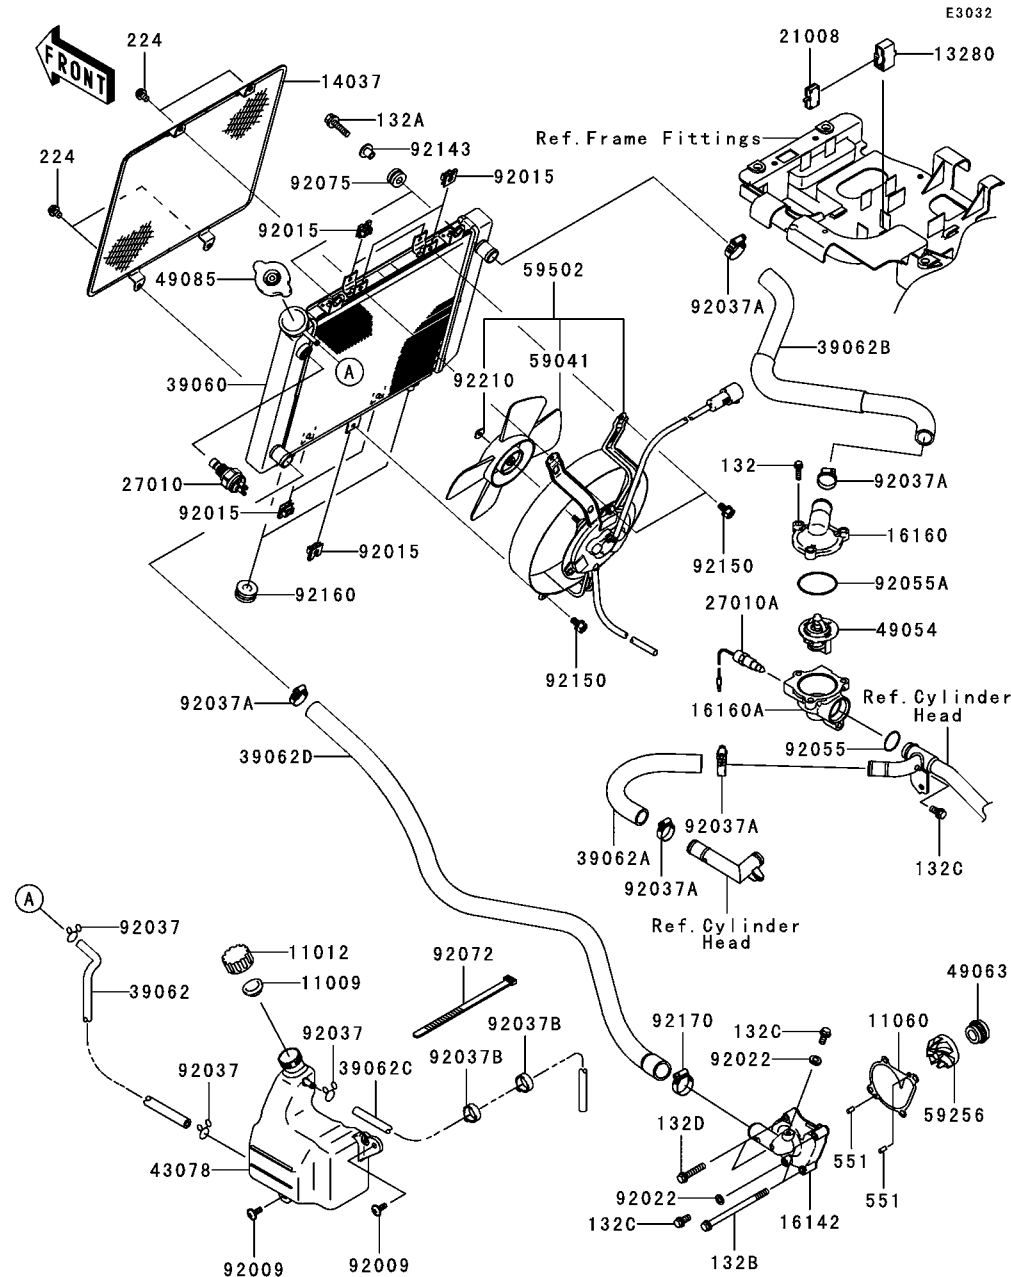 E3032
FRONT
224
14037
21008
13280
132A
92143
92075
92015
Ref.Frame Fittings
224
92015
49085
59502
92037A
39062B
59041
92210
39060
A
27010
92015
92015
92160
132
92037A
16160
92150
92055A
27010A
49054
92150
92037A
16160A
Ref.Cylinder
Head
39062D
92055
92037A
39062A
92037A
132C
Ref.Cylinder
Head
A
92037
11012
11009
92072
39062
92037
92037B
92037B
39062C
92037
92170
132C
92022
49063
11060
59256
132D
551
551
43078
92022
132C
16142
132B
92009
92009